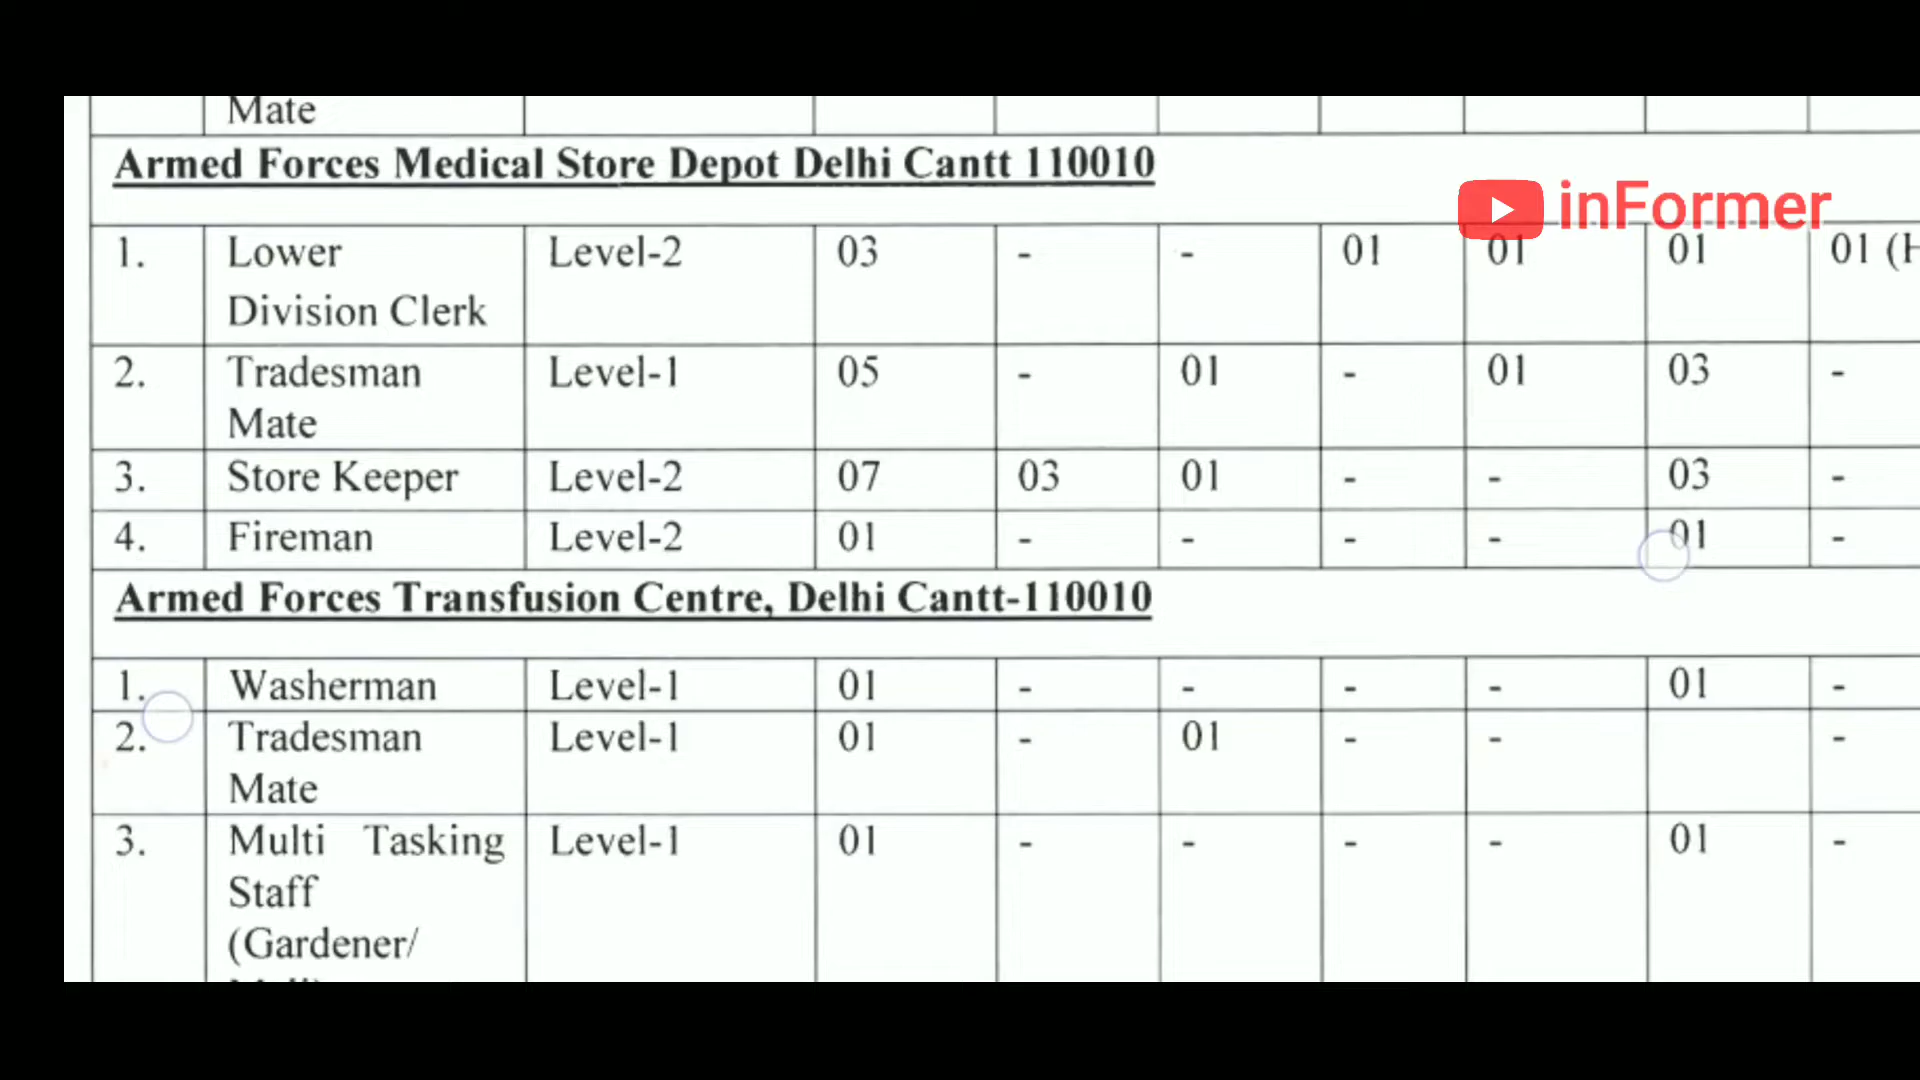 Mate
Armed Forces Medical Store Depot Delhi Cantt 110010
inFormer
1. Lower Level-2 03 - - 01 01 01 01 (H
Division Clerk
2. Tradesman Level-1 05 - 01 - 01 03 -
Mate
3. Store Keeper Level-2 07 03 01 - - 03 -
4. Fireman Level-2 01 - - - - 01 -
Armed Forces Transfusion Centre, Delhi Cantt-110010
1. Washerman Level-1 01 - - - - 01 -
2. Tradesman Level-1 01 - 01 - - -
Mate
3. Multi Tasking Level-1 01 - - - - 01 -
Staff
(Gardener/